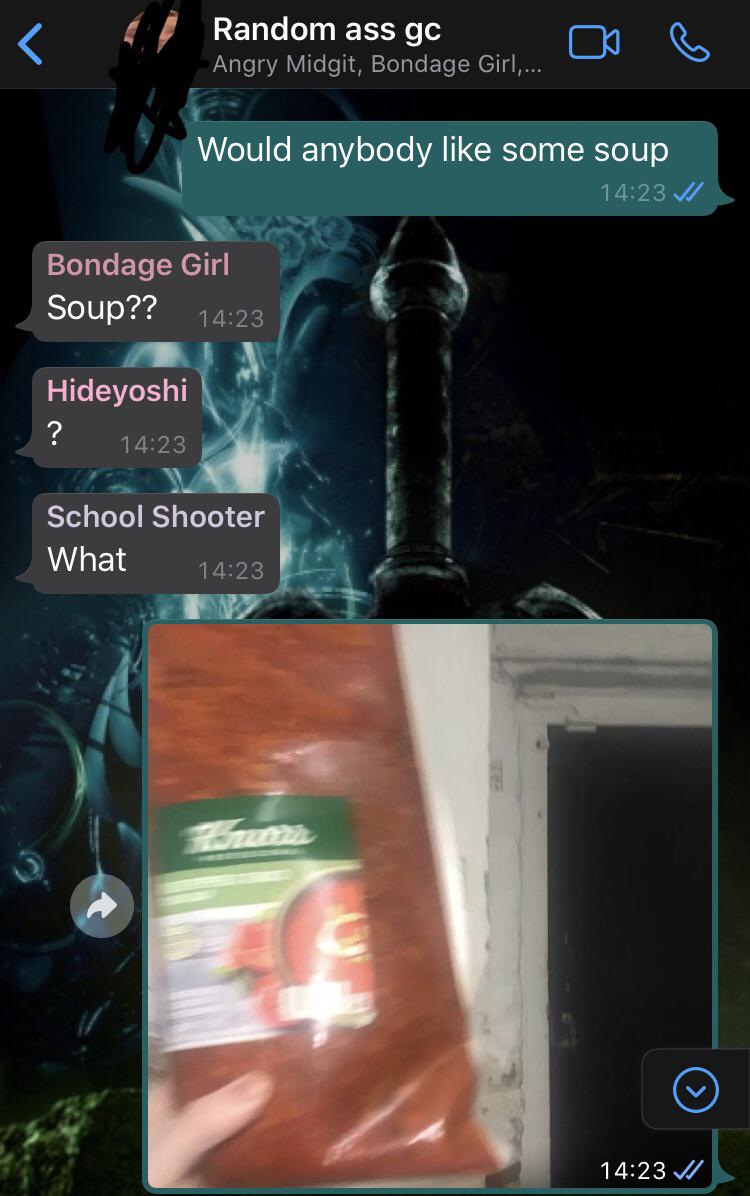 Random ass gc
Angry Midgit, Bondage Girl,...
Would anybody like some soup
14:23
Bondage Girl
Soup??
14:23
Hideyoshi
?
14:23
School Shooter
What
14:23
Knorr
14:23